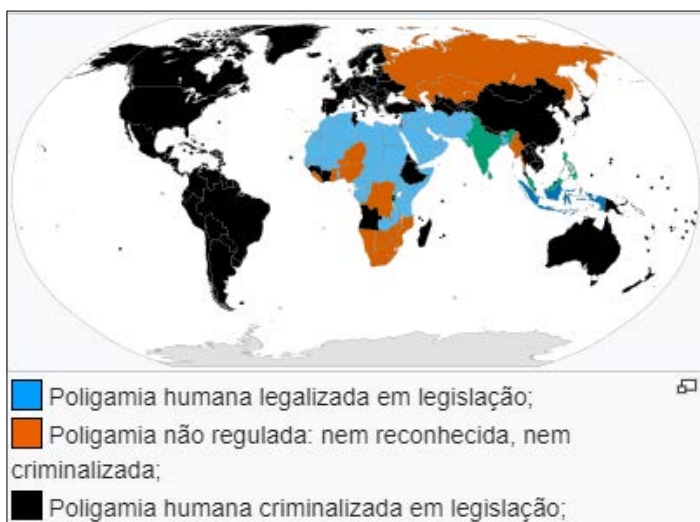 Poligamia humana legalizada em legislação;
Poligamia não regulada: nem reconhecida, nem
criminalizada;
Poligamia humana criminalizada em legislação;